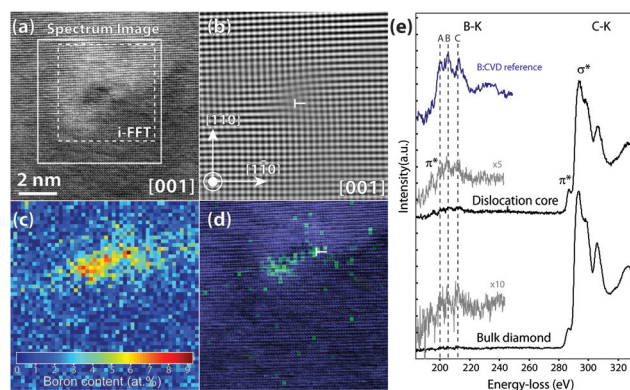 (a) Spectrum Image
i-FFT
2 nm
[001]
(b)
[110]
[1-10]
[001]
(c)
0 1 2 3 4 5 6 7 8 9
Boron content (at.%)
(d)
(e)
B-K
C-K
A B C
B:CVD reference
σ*
π*
x5
π*
Dislocation core
x10
Bulk diamond
Intensity(a.u.)
200 220 240 260 280 300 320
Energy-loss (eV)